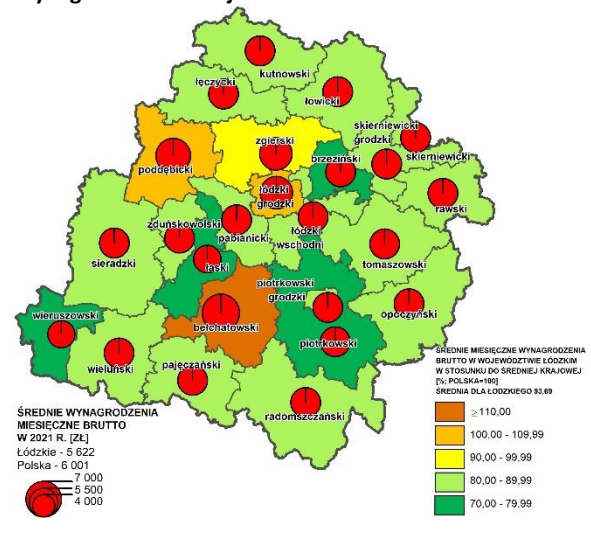 kutnowski
łęczycki
łowicki
skierniewicki
grodzki
zgierski
brzeziński
skierniewicki
poddębicki
łódzki
grodzki
rawski
zduńskowolski
pabianicki
łódzki
wschodni
sieradzki
łaski
tomaszowski
piotrkowski
grodzki
opoczyński
wieruszowski
bełchatowski
piotrkowski
wieluński
pajęczański
radomszczański
ŚREDNIE WYNAGRODZENIA
MIESIĘCZNE BRUTTO
W 2021 R. [ZŁ]
Łódzkie - 5 622
Polska - 6 001
7 000
5 500
4 000
ŚREDNIE MIESIĘCZNE WYNAGRODZENIA
BRUTTO W WOJEWÓDZTWIE ŁÓDZKIM
W STOSUNKU DO ŚREDNIEJ KRAJOWEJ
[%; POLSKA=100]
ŚREDNIA DLA ŁÓDZKIEGO 93,69
≥110,00
100,00 - 109,99
90,00 - 99,99
80,00 - 89,99
70,00 - 79,99